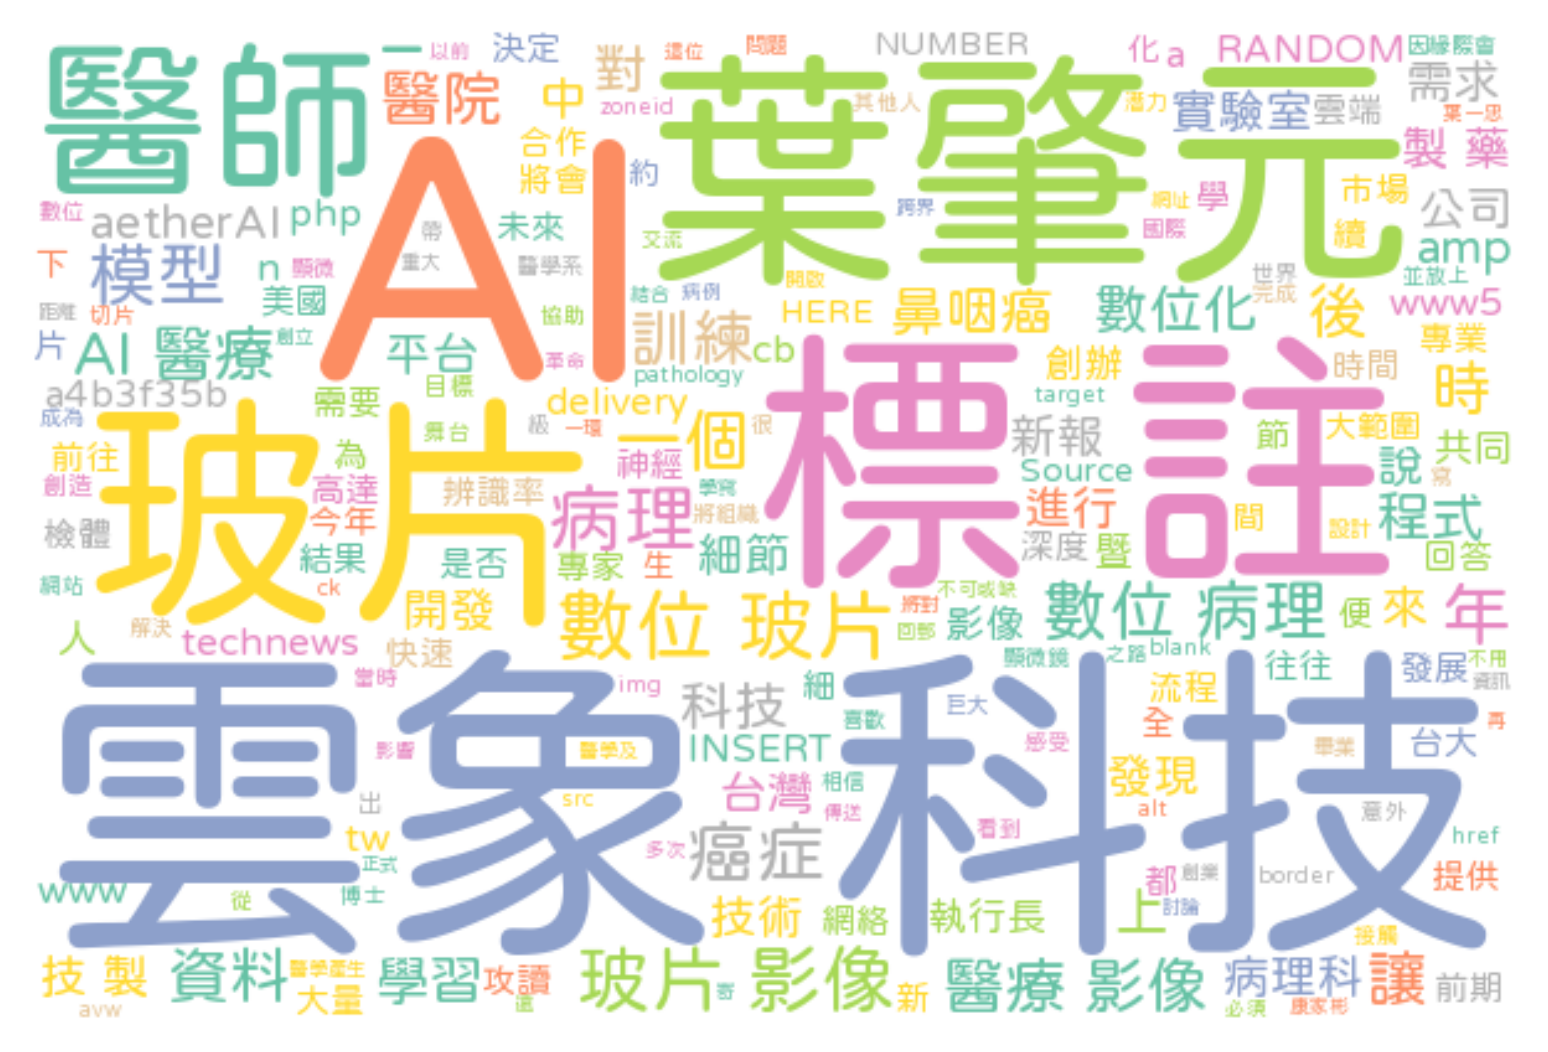 醫師 一 以前 決定 對 這位 問題 NUMBER 化 a RANDOM 因緣際會
醫院 中 zoneid 葉肇元 其他人 潛力 實驗室 雲端 需求 葉一思
合作 將會 約 製 藥
數位 aetherAI php AI 未來 交流 跨界 網址 學 國際 市場 續 公司
下 模型 n 顯微 帶 重大 醫學系 開啟 世界 amp 並放上
距離 切片 美國 協助 結合 病例 HERE 鼻咽癌 數位化 完成 後 www5
片 AI 醫療 創立 平台 革命 訓練 cb 創辦 時間 專業
a4b3f35b 需要 目標 pathology target 時
成為 舞台 delivery 級 一環 一個 很 標註 新報 節 大範圍 共同
前往 玻片 為 神經 Source 說
創造 高達 辨識率 病理 學寫 將組織 進行 間 寫
檢體 今年 細節 深度 暨 設計 程式 回答
網站 結果 ck 是否 專家 生 不可或缺
人 解決 開發 數位 玻片 將對 回郵 影像 數位 病理 便 來 年
technews 快速 顯微鏡 之路 blank 往往 發展 不用 資訊
雲象科技 當時 img 科技 細 喜歡 巨大 流程 全 再
影響 醫學及 INSERT 感受 畢業 台大
出 src 台灣 相信 傳送 發現 alt 意外
tw 正式 多次 癌症 看到 href
www 從 博士 都 創業 border 提供
技術 網絡 執行長 上 討論 接觸
技 製 資料 醫學產生 大量 學習 攻讀 玻片 影像 寄 新 醫療 影像 病理科 讓 前期
avw 遠 必須 康家彬